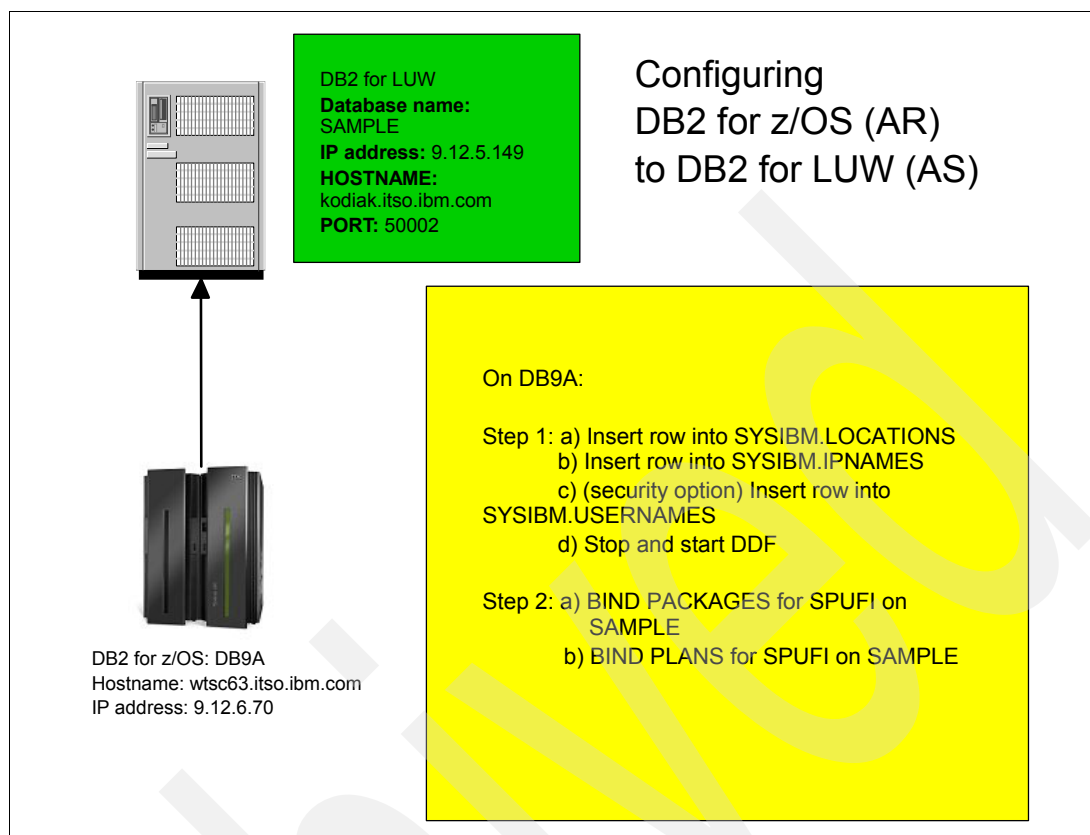 DB2 for LUW
Database name:
SAMPLE
IP address: 9.12.5.149
HOSTNAME:
kodiak.itso.ibm.com
PORT: 50002
Configuring
DB2 for z/OS (AR)
to DB2 for LUW (AS)
On DB9A:
Step 1: a) Insert row into SYSIBM.LOCATIONS
b) Insert row into SYSIBM.IPNAMES
c) (security option) Insert row into
SYSIBM.USERNAMES
d) Stop and start DDF
Step 2: a) BIND PACKAGES for SPUFI on
SAMPLE
b) BIND PLANS for SPUFI on SAMPLE
DB2 for z/OS: DB9A
Hostname: wtsc63.itso.ibm.com
IP address: 9.12.6.70